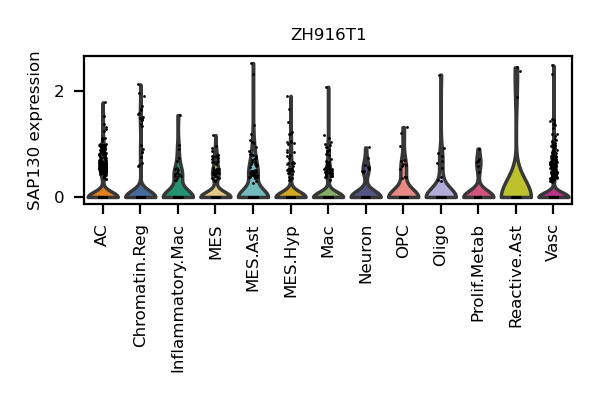 ZH916T1
SAP130 expression
2
0
AC
Chromatin.Reg
Inflammatory.Mac
MES
MES.Ast
MES.Hyp
Mac
Neuron
OPC
Oligo
Prolif.Metab
Reactive.Ast
Vasc